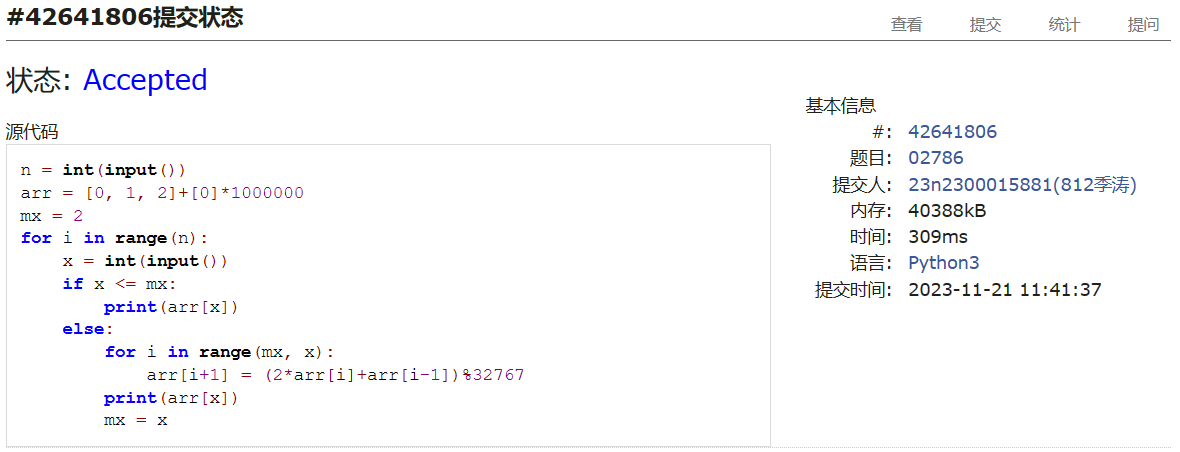 #42641806提交状态
查看 提交 统计 提问
状态: Accepted
源代码
n = int(input())
arr = [0, 1, 2]+[0]*1000000
mx = 2
for i in range(n):
    x = int(input())
    if x <= mx:
        print(arr[x])
    else:
        for i in range(mx, x):
            arr[i+1] = (2*arr[i]+arr[i-1])%32767
        print(arr[x])
        mx = x
基本信息
#: 42641806
题目: 02786
提交人: 23n2300015881(812季涛)
内存: 40388kB
时间: 309ms
语言: Python3
提交时间: 2023-11-21 11:41:37